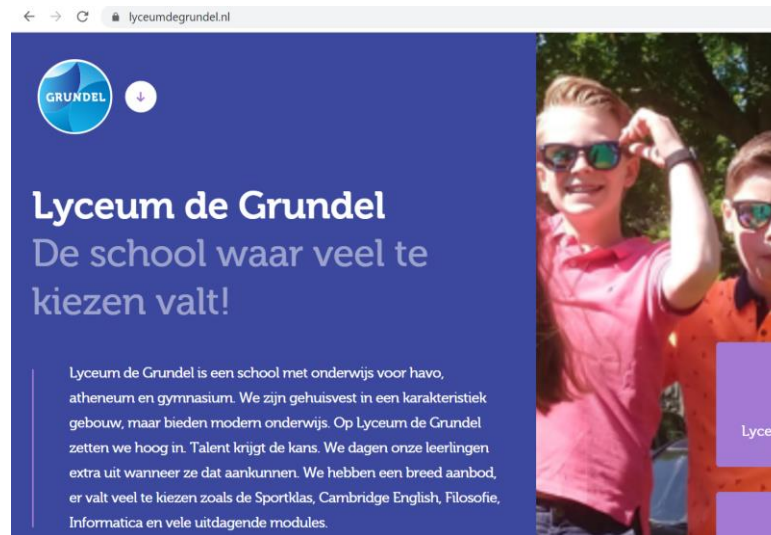 lyceumdegrundel.nl
GRUNDEL
Lyceum de Grundel
De school waar veel te
kiezen valt!
Lyceum de Grundel is een school met onderwijs voor havo,
atheneum en gymnasium. We zijn gehuisvest in een karakteristiek
gebouw, maar bieden modern onderwijs. Op Lyceum de Grundel
zetten we hoog in. Talent krijgt de kans. We dagen onze leerlingen
extra uit wanneer ze dat aankunnen. We hebben een breed aanbod,
er valt veel te kiezen zoals de Sportklas, Cambridge English, Filosofie,
Informatica en vele uitdagende modules.
Lyce